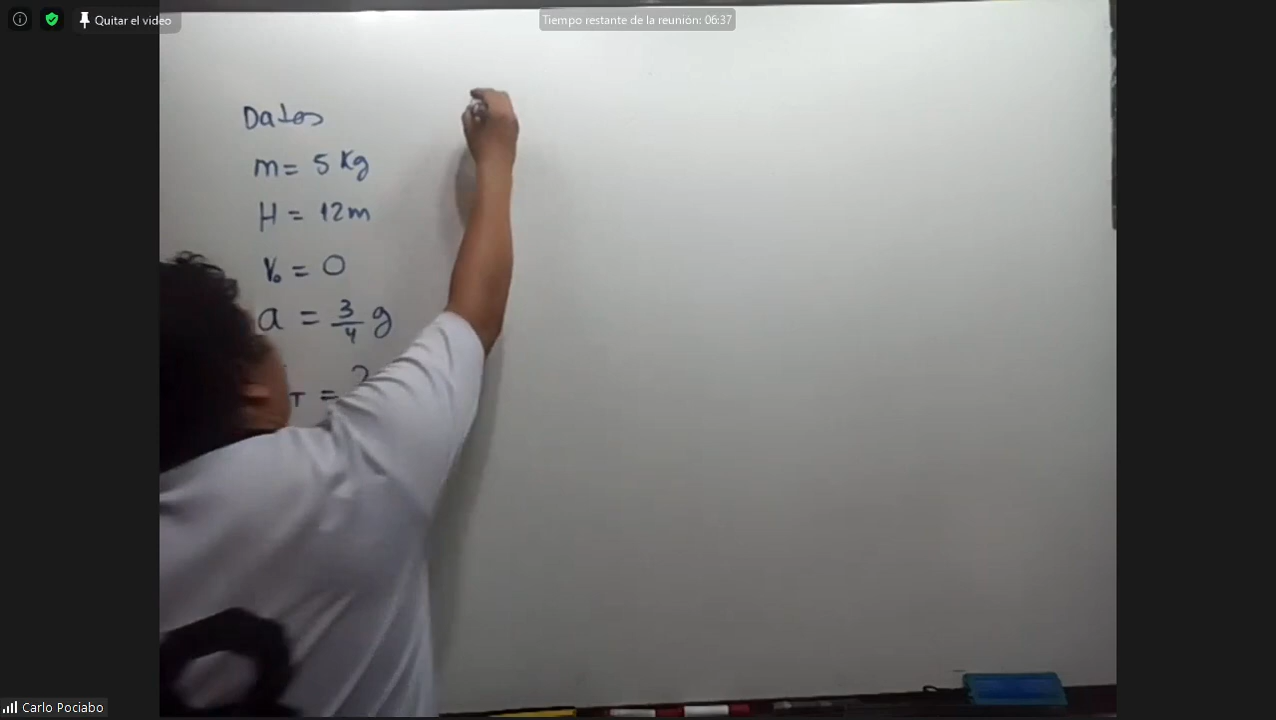 Quitar el video
Tiempo restante de la reunión: 06:37
Datos
m = 5 Kg
H = 12m
V₀ = 0
a = 3/4 g
T = ?
Carlo Pociabo